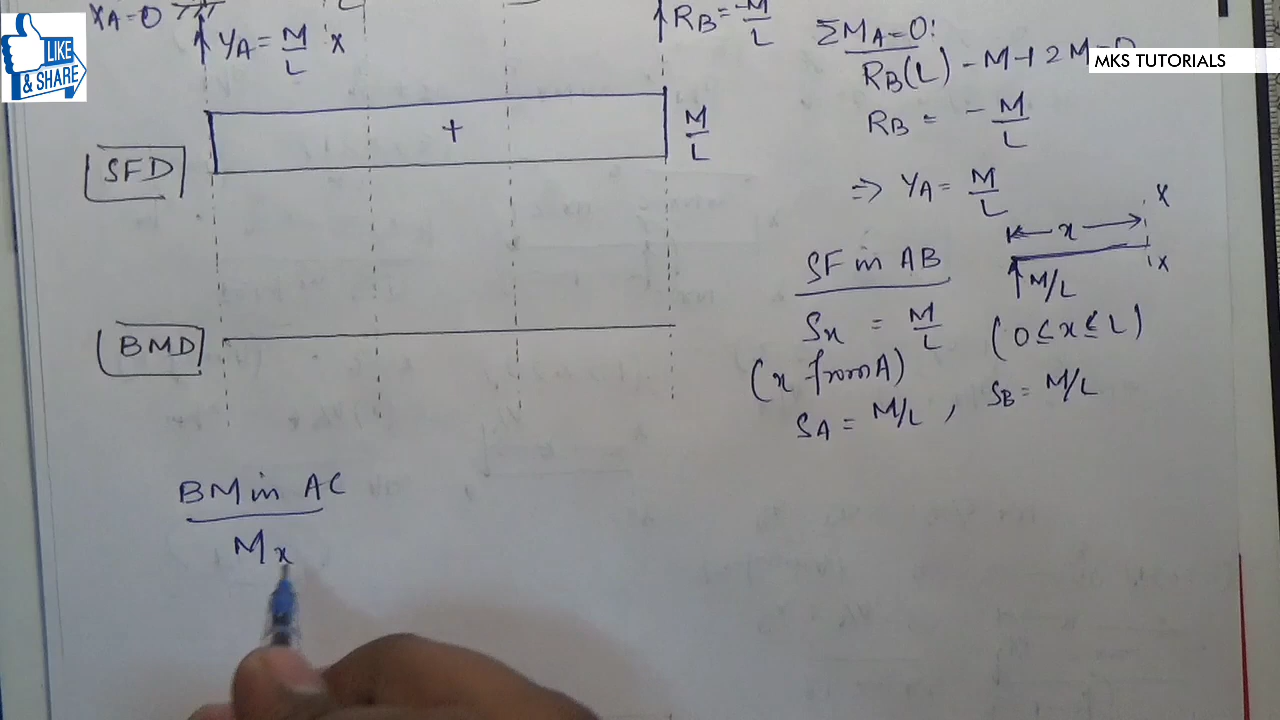 XA=0
LIKE
& SHARE
YA = M/L x
RB = -M/L
ΣMA=0:
RB(L) - M + 2M=0
MKS TUTORIALS
RB = - M/L
+
M/L
SFD
⇒ YA = M/L
x
X
X
M/L
SF in AB
Sx = M/L (0≤x≤L)
(x from A)
SA = M/L , SB = M/L
BMD
BM in AC
Mx